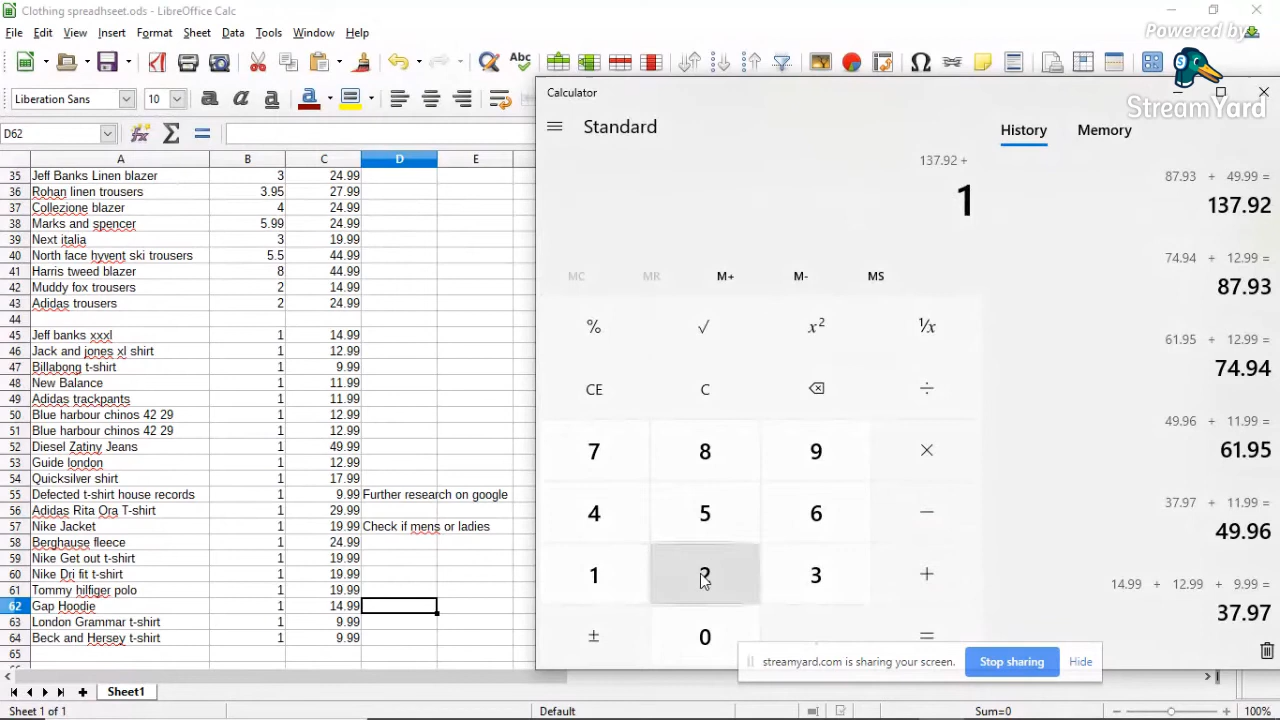 Clothing spreadhseet.ods - LibreOffice Calc
Powered by
StreamYard
File Edit View Insert Format Sheet Data Tools Window Help
Liberation Sans 10
D62
A B C D E
35 Jeff Banks Linen blazer 3 24.99
36 Rohan linen trousers 3.95 27.99
37 Collezione blazer 4 24.99
38 Marks and spencer 5.99 24.99
39 Next italia 3 19.99
40 North face hyvent ski trousers 5.5 44.99
41 Harris tweed blazer 8 44.99
42 Muddy fox trousers 2 14.99
43 Adidas trousers 2 24.99
44
45 Jeff banks xxxl 1 14.99
46 Jack and jones xl shirt 1 12.99
47 Billabong t-shirt 1 9.99
48 New Balance 1 11.99
49 Adidas trackpants 1 11.99
50 Blue harbour chinos 42 29 1 12.99
51 Blue harbour chinos 42 29 1 12.99
52 Diesel Zatiny Jeans 1 49.99
53 Guide london 1 12.99
54 Quicksilver shirt 1 17.99
55 Defected t-shirt house records 1 9.99 Further research on google
56 Adidas Rita Ora T-shirt 1 29.99
57 Nike Jacket 1 19.99 Check if mens or ladies
58 Berghause fleece 1 24.99
59 Nike Get out t-shirt 1 19.99
60 Nike Dri fit t-shirt 1 19.99
61 Tommy hilfiger polo 1 19.99
62 Gap Hoodie 1 14.99
63 London Grammar t-shirt 1 9.99
64 Beck and Hersey t-shirt 1 9.99
65
Calculator
Standard
137.92 +
1
MC MR M+ M- MS
% √ x² ¹/x
CE C ÷
7 8 9 ×
4 5 6 −
1 2 3 +
± 0 =
History Memory
87.93 + 49.99 =
137.92
74.94 + 12.99 =
87.93
61.95 + 12.99 =
74.94
49.96 + 11.99 =
61.95
37.97 + 11.99 =
49.96
14.99 + 12.99 + 9.99 =
37.97
streamyard.com is sharing your screen. Stop sharing Hide
Sheet1
Sheet 1 of 1 Default Sum=0 100%